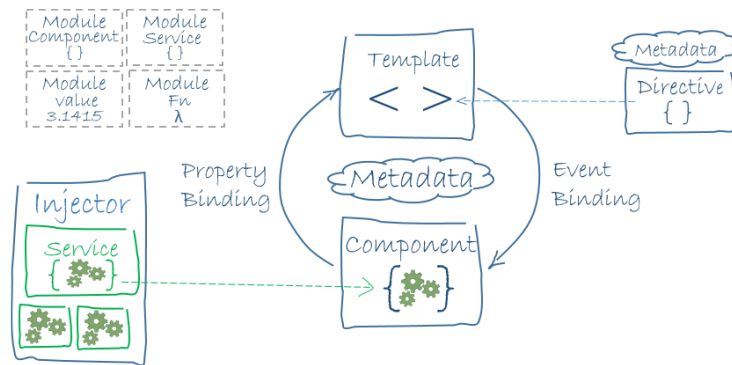 Module
Component
{ }
Module
Service
{ }
Module
value
3.1415
Module
Fn
λ
Template
< >
Metadata
Directive
{ }
Property
Binding
Metadata
Event
Binding
Injector
Service
{ }
Component
{ }